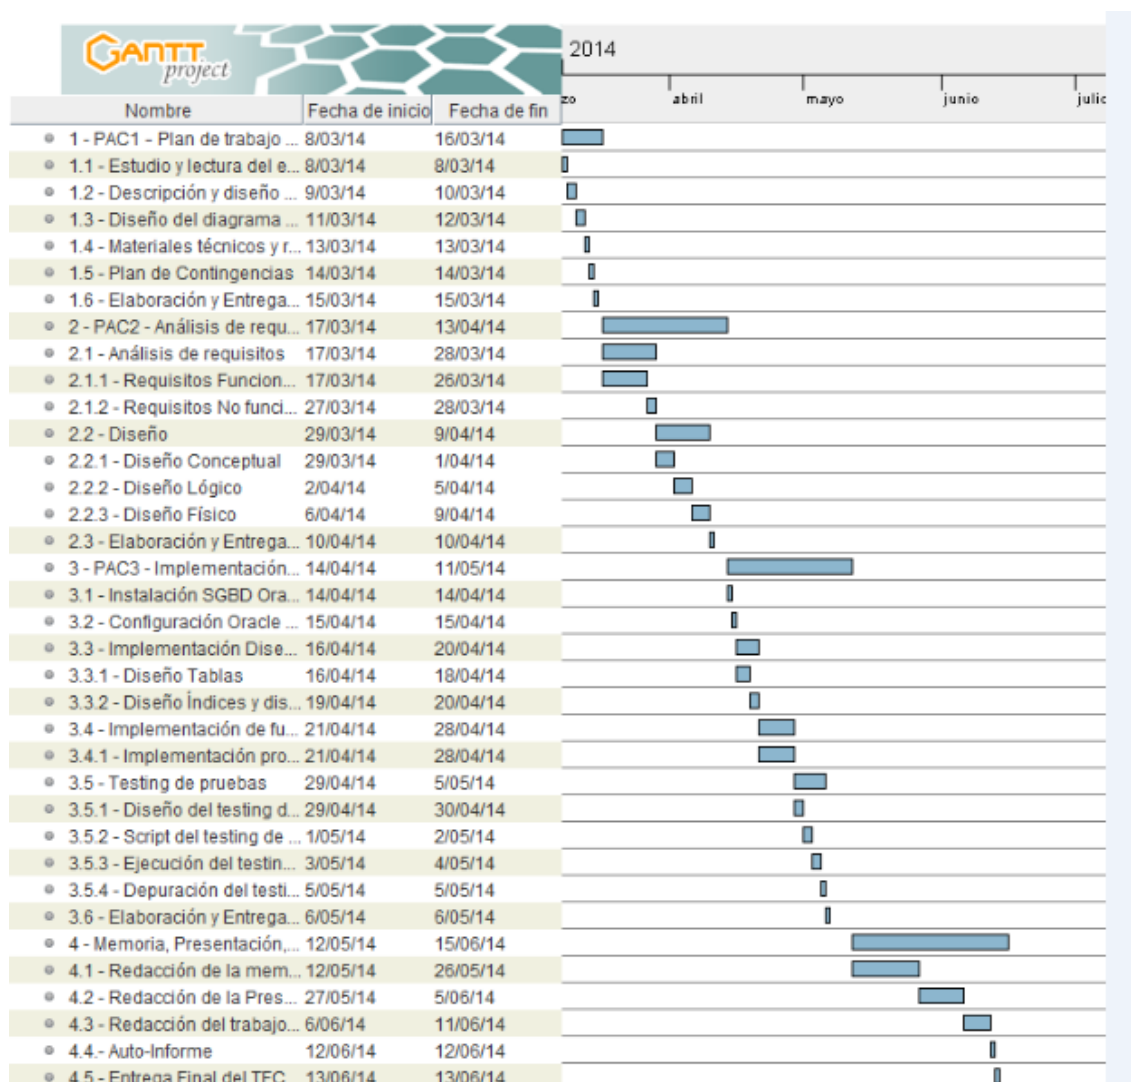 GANTT
project
2014
zo abril mayo junio julio
Nombre Fecha de inicio Fecha de fin
1 - PAC1 - Plan de trabajo ... 8/03/14 16/03/14
1.1 - Estudio y lectura del e... 8/03/14 8/03/14
1.2 - Descripción y diseño ... 9/03/14 10/03/14
1.3 - Diseño del diagrama ... 11/03/14 12/03/14
1.4 - Materiales técnicos y r... 13/03/14 13/03/14
1.5 - Plan de Contingencias 14/03/14 14/03/14
1.6 - Elaboración y Entrega... 15/03/14 15/03/14
2 - PAC2 - Análisis de requ... 17/03/14 13/04/14
2.1 - Análisis de requisitos 17/03/14 28/03/14
2.1.1 - Requisitos Funcion... 17/03/14 26/03/14
2.1.2 - Requisitos No funci... 27/03/14 28/03/14
2.2 - Diseño 29/03/14 9/04/14
2.2.1 - Diseño Conceptual 29/03/14 1/04/14
2.2.2 - Diseño Lógico 2/04/14 5/04/14
2.2.3 - Diseño Físico 6/04/14 9/04/14
2.3 - Elaboración y Entrega... 10/04/14 10/04/14
3 - PAC3 - Implementación... 14/04/14 11/05/14
3.1 - Instalación SGBD Ora... 14/04/14 14/04/14
3.2 - Configuración Oracle ... 15/04/14 15/04/14
3.3 - Implementación Dise... 16/04/14 20/04/14
3.3.1 - Diseño Tablas 16/04/14 18/04/14
3.3.2 - Diseño Índices y dis... 19/04/14 20/04/14
3.4 - Implementación de fu... 21/04/14 28/04/14
3.4.1 - Implementación pro... 21/04/14 28/04/14
3.5 - Testing de pruebas 29/04/14 5/05/14
3.5.1 - Diseño del testing d... 29/04/14 30/04/14
3.5.2 - Script del testing de ... 1/05/14 2/05/14
3.5.3 - Ejecución del testin... 3/05/14 4/05/14
3.5.4 - Depuración del testi... 5/05/14 5/05/14
3.6 - Elaboración y Entrega... 6/05/14 6/05/14
4 - Memoria, Presentación,... 12/05/14 15/06/14
4.1 - Redacción de la mem... 12/05/14 26/05/14
4.2 - Redacción de la Pres... 27/05/14 5/06/14
4.3 - Redacción del trabajo... 6/06/14 11/06/14
4.4.- Auto-Informe 12/06/14 12/06/14
4.5 - Entrega Final del TFC 13/06/14 13/06/14